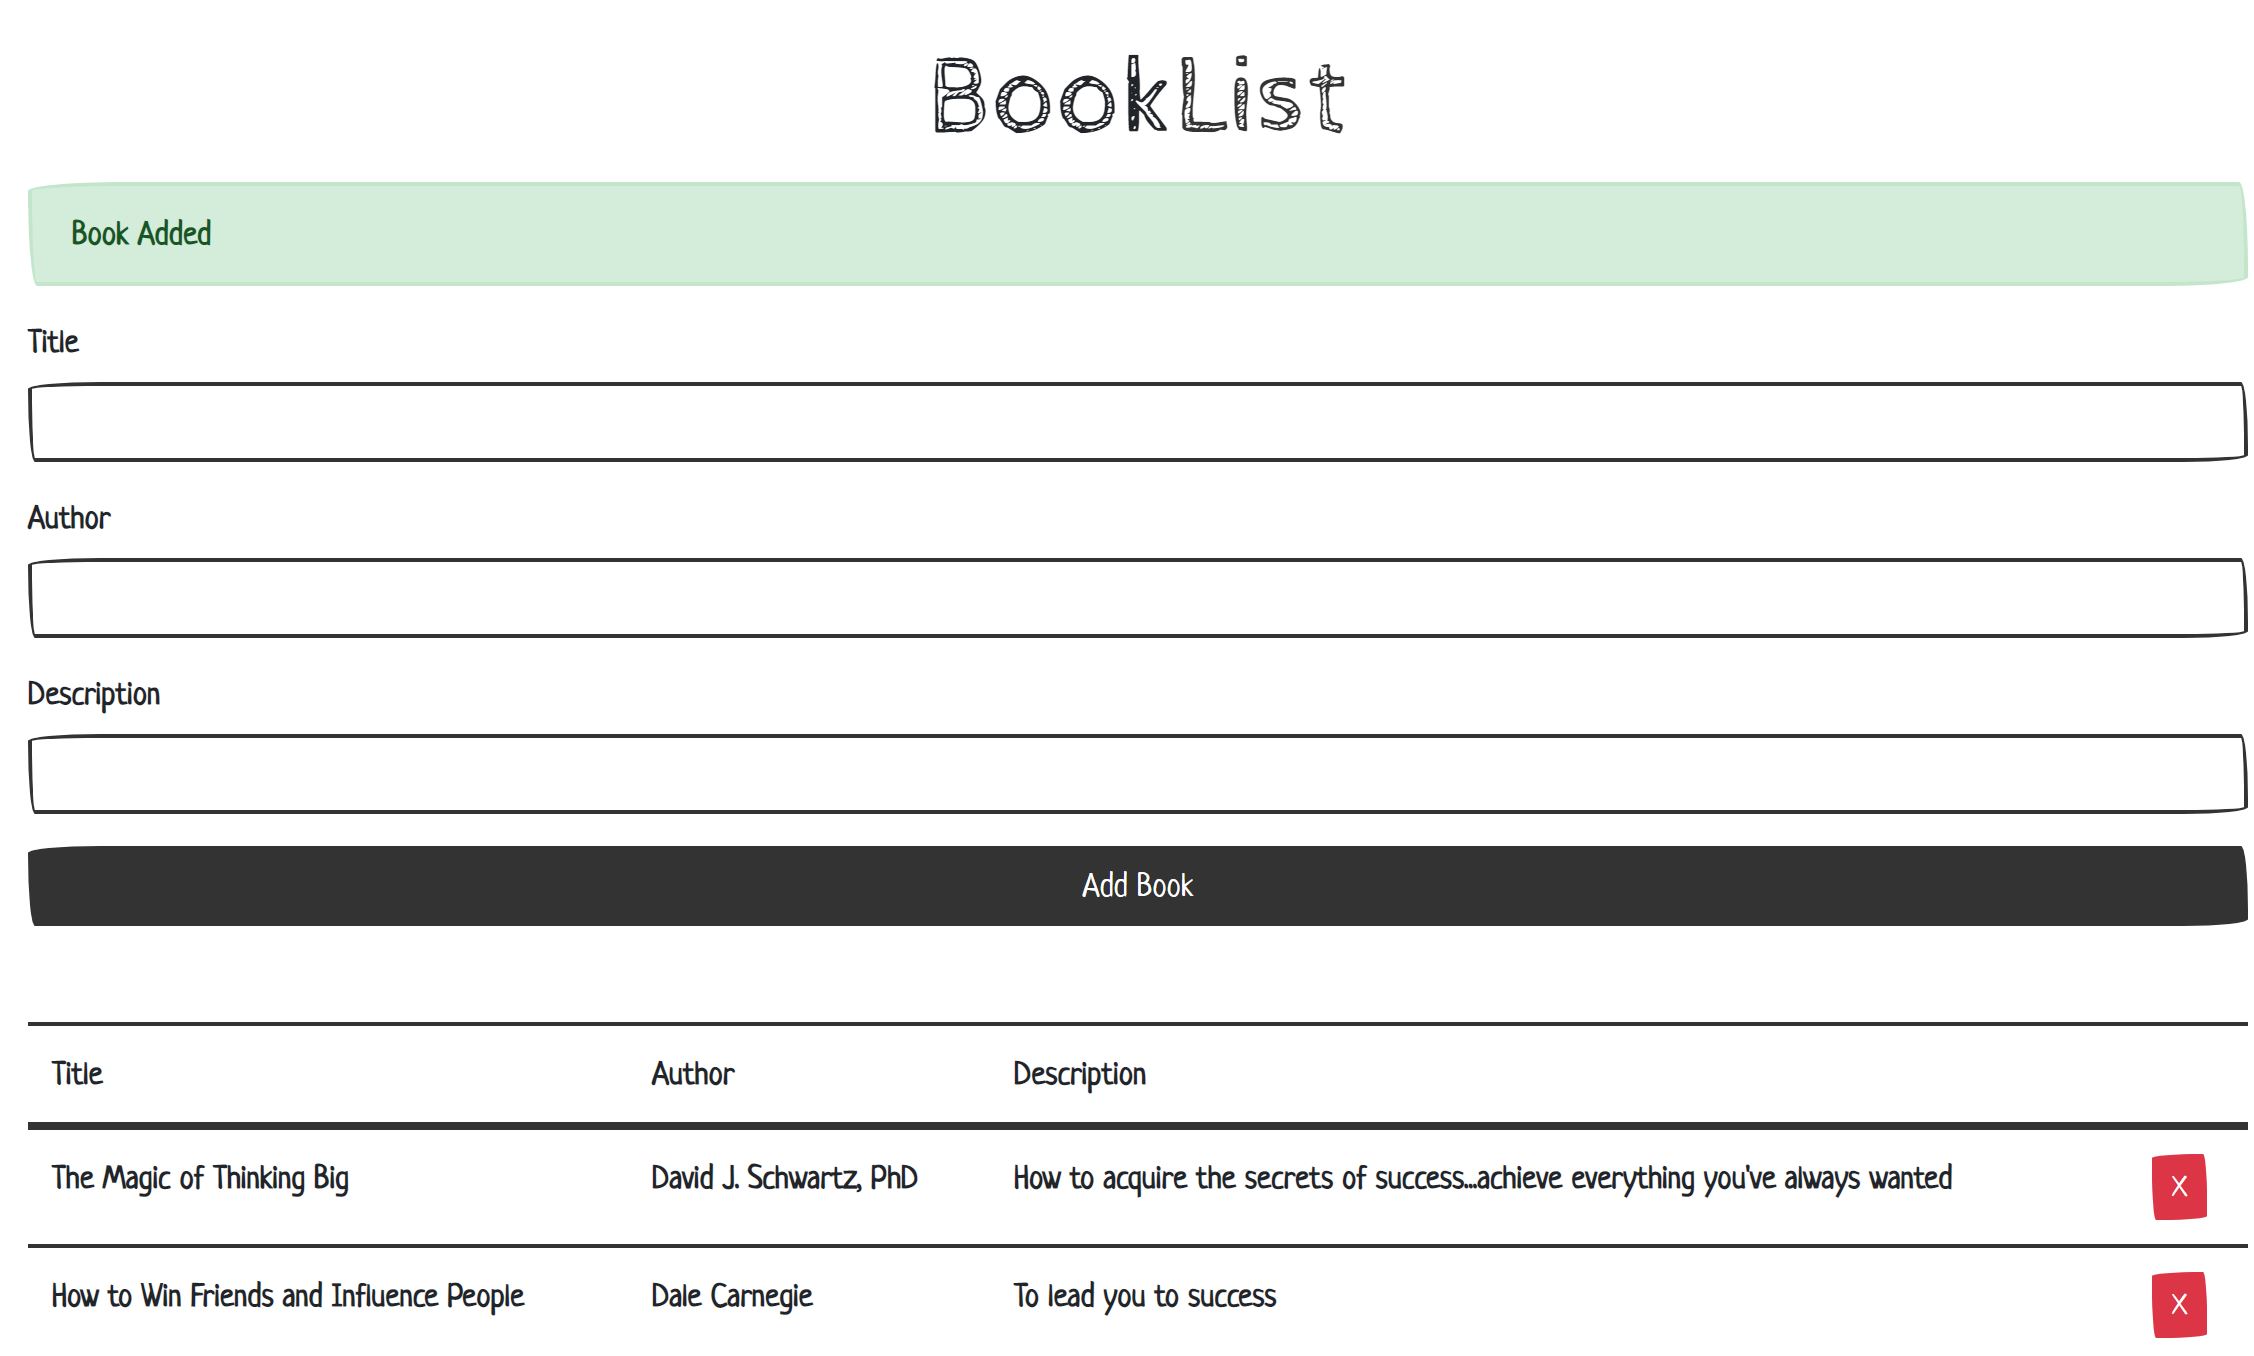 BookList
Book Added
Title
Author
Description
Add Book
Title Author Description
The Magic of Thinking Big David J. Schwartz, PhD How to acquire the secrets of success...achieve everything you've always wanted X
How to Win Friends and Influence People Dale Carnegie To lead you to success X